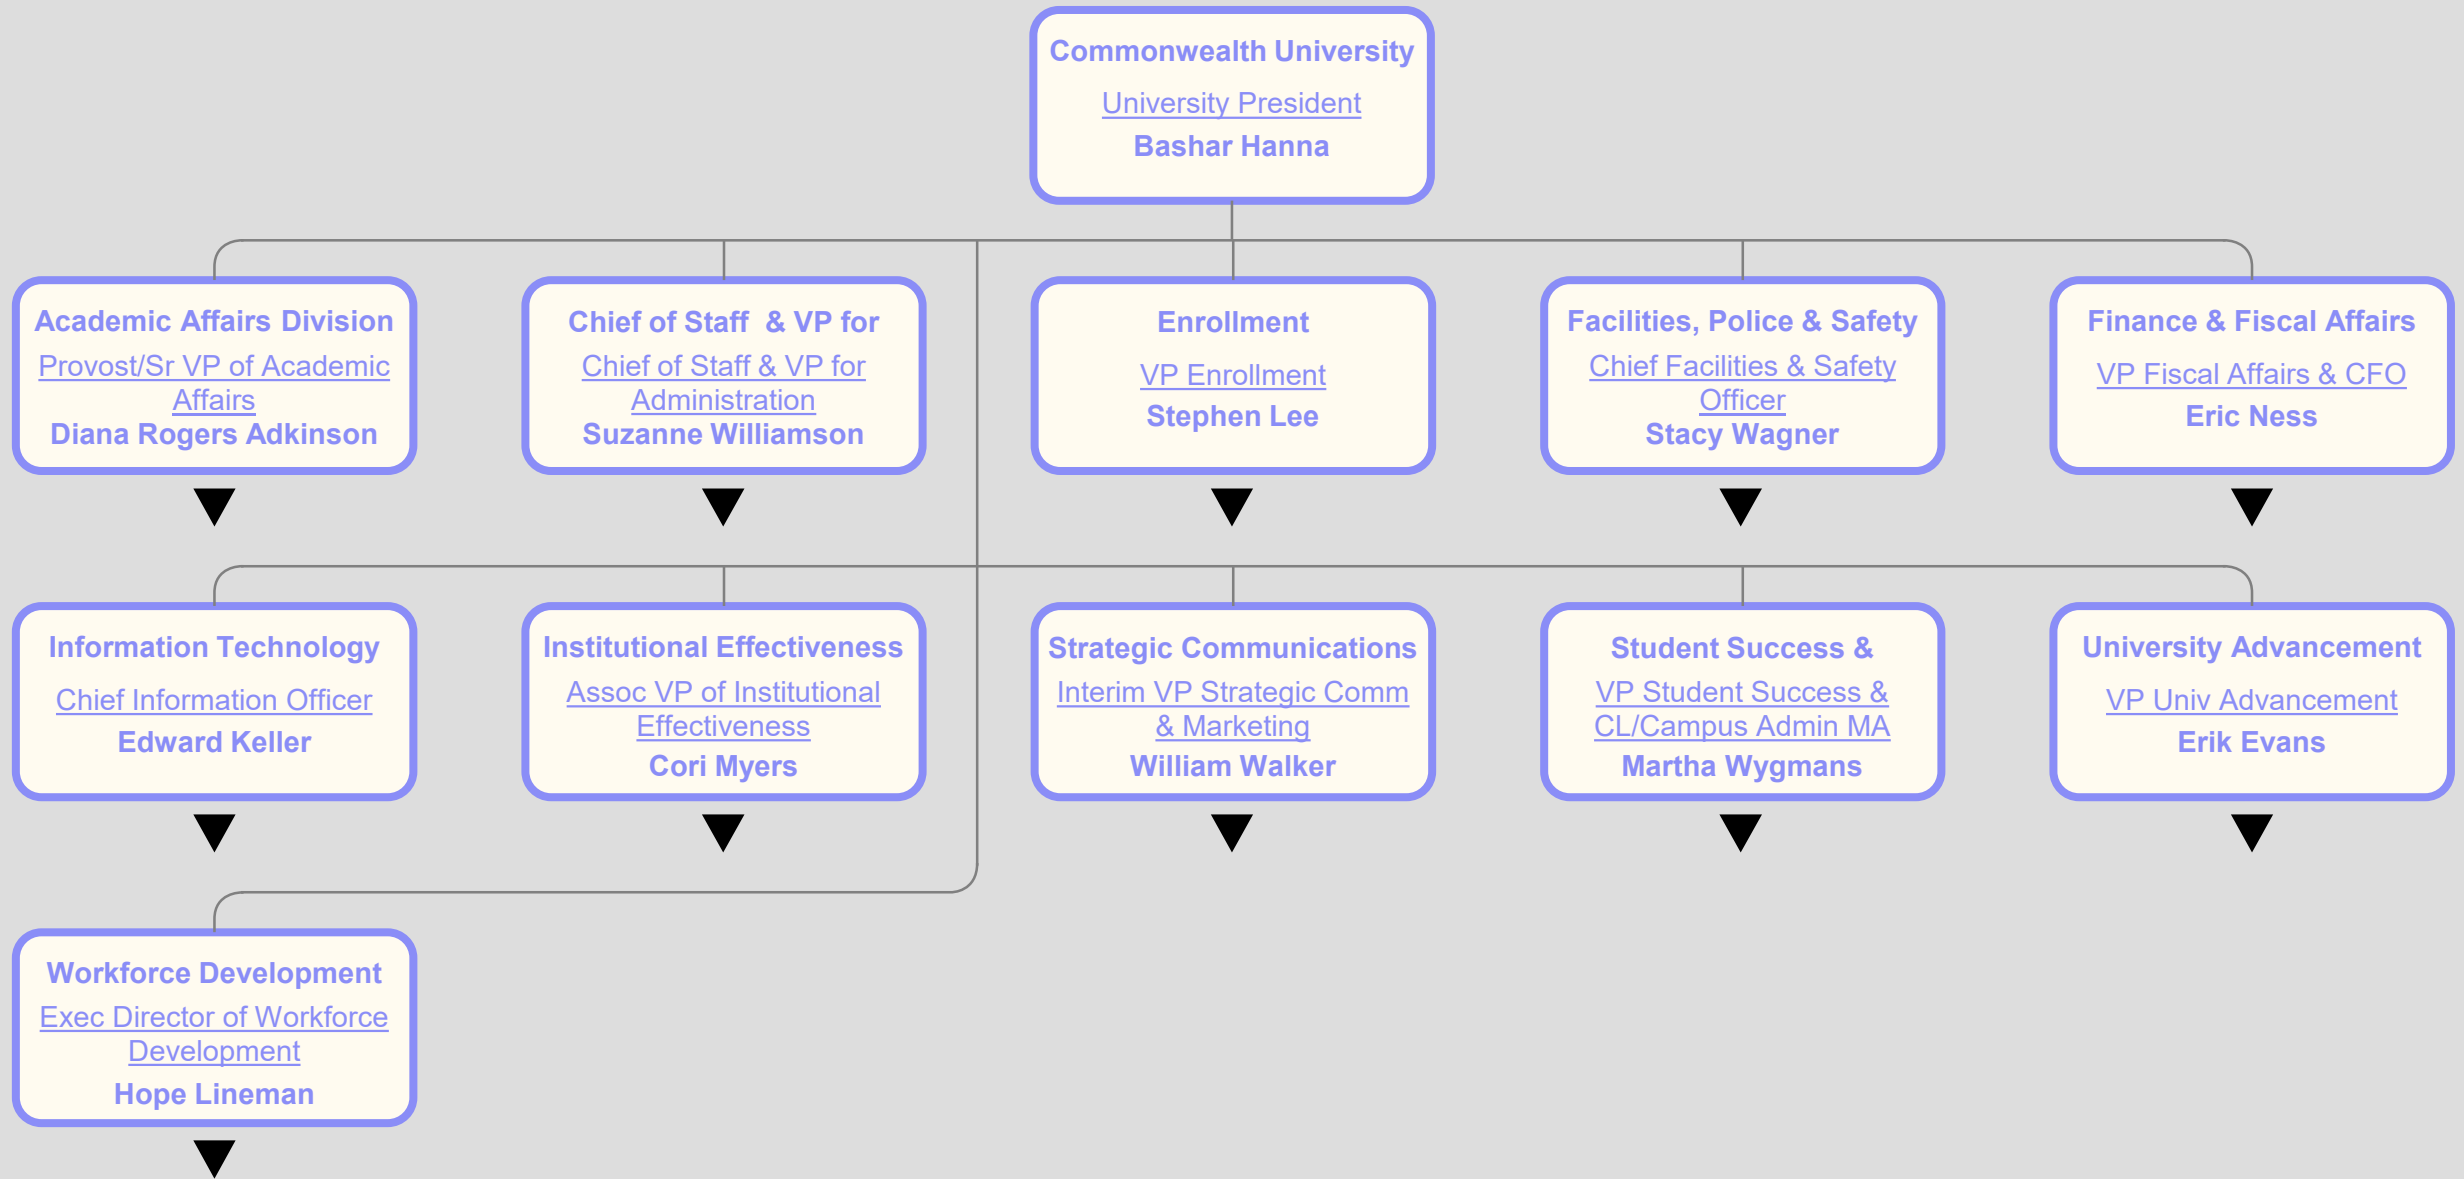 Commonwealth University
University President
Bashar Hanna
Academic Affairs Division
Provost/Sr VP of Academic
Affairs
Diana Rogers Adkinson
Chief of Staff  & VP for
Chief of Staff & VP for
Administration
Suzanne Williamson
Enrollment
VP Enrollment
Stephen Lee
Facilities, Police & Safety
Chief Facilities & Safety
Officer
Stacy Wagner
Finance & Fiscal Affairs
VP Fiscal Affairs & CFO
Eric Ness
Information Technology
Chief Information Officer
Edward Keller
Institutional Effectiveness
Assoc VP of Institutional
Effectiveness
Cori Myers
Strategic Communications
Interim VP Strategic Comm
& Marketing
William Walker
Student Success &
VP Student Success &
CL/Campus Admin MA
Martha Wygmans
University Advancement
VP Univ Advancement
Erik Evans
Workforce Development
Exec Director of Workforce
Development
Hope Lineman